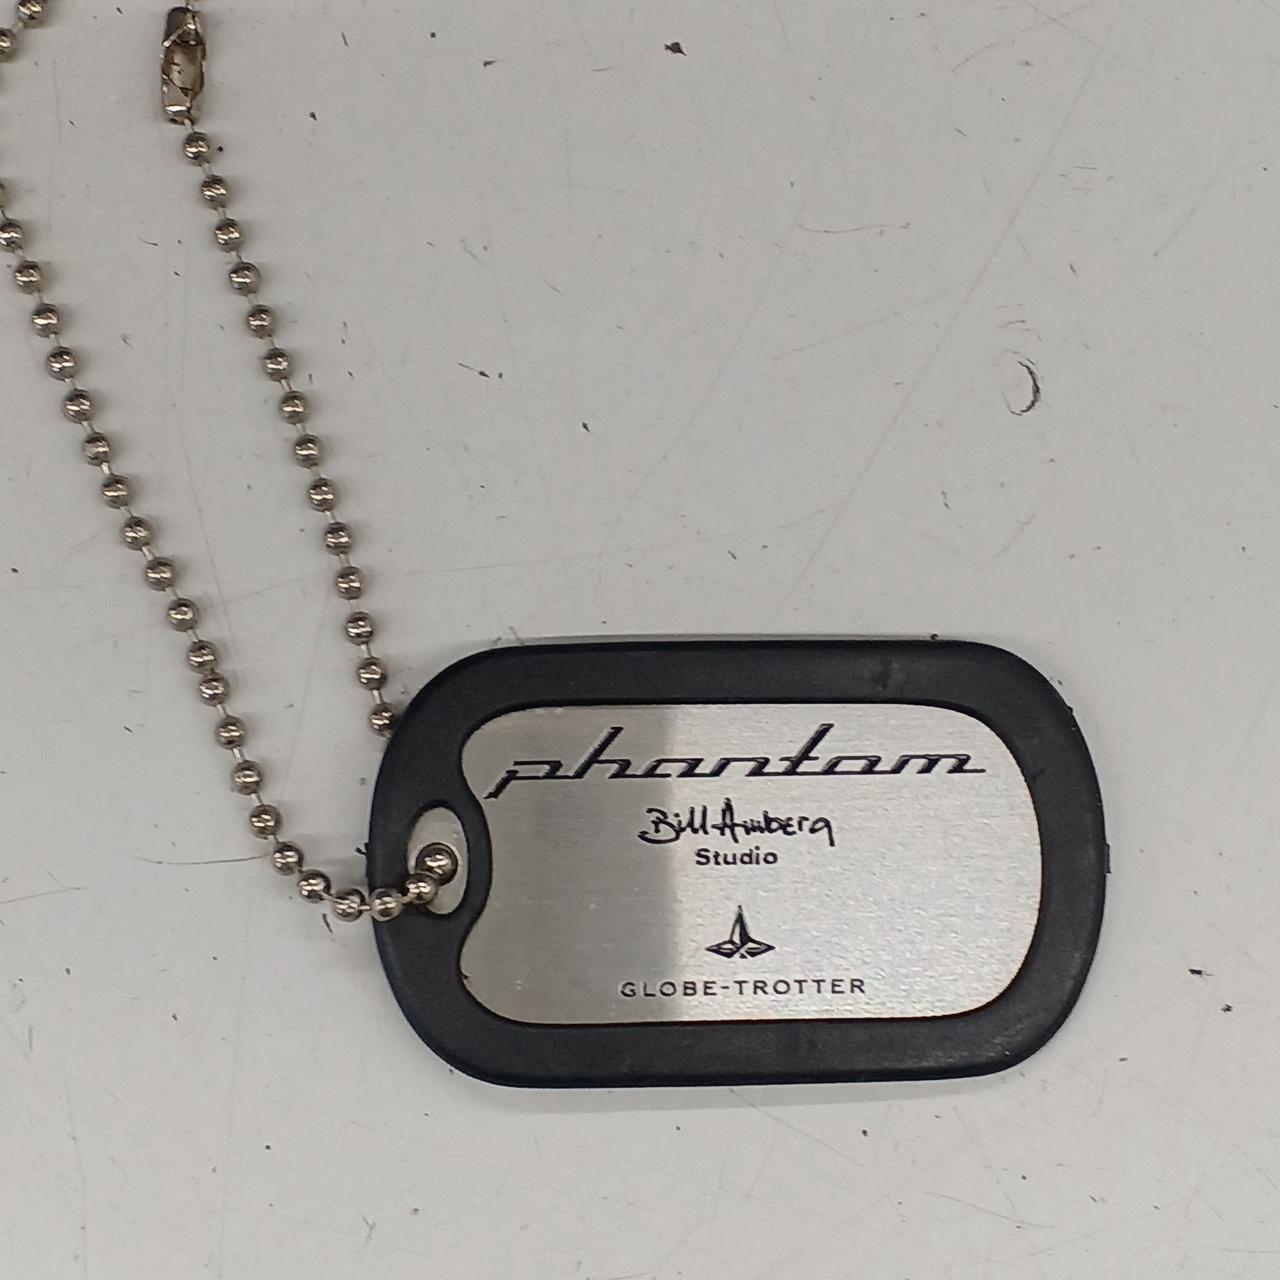 phantom
Bill Amberg
Studio
GLOBE-TROTTER